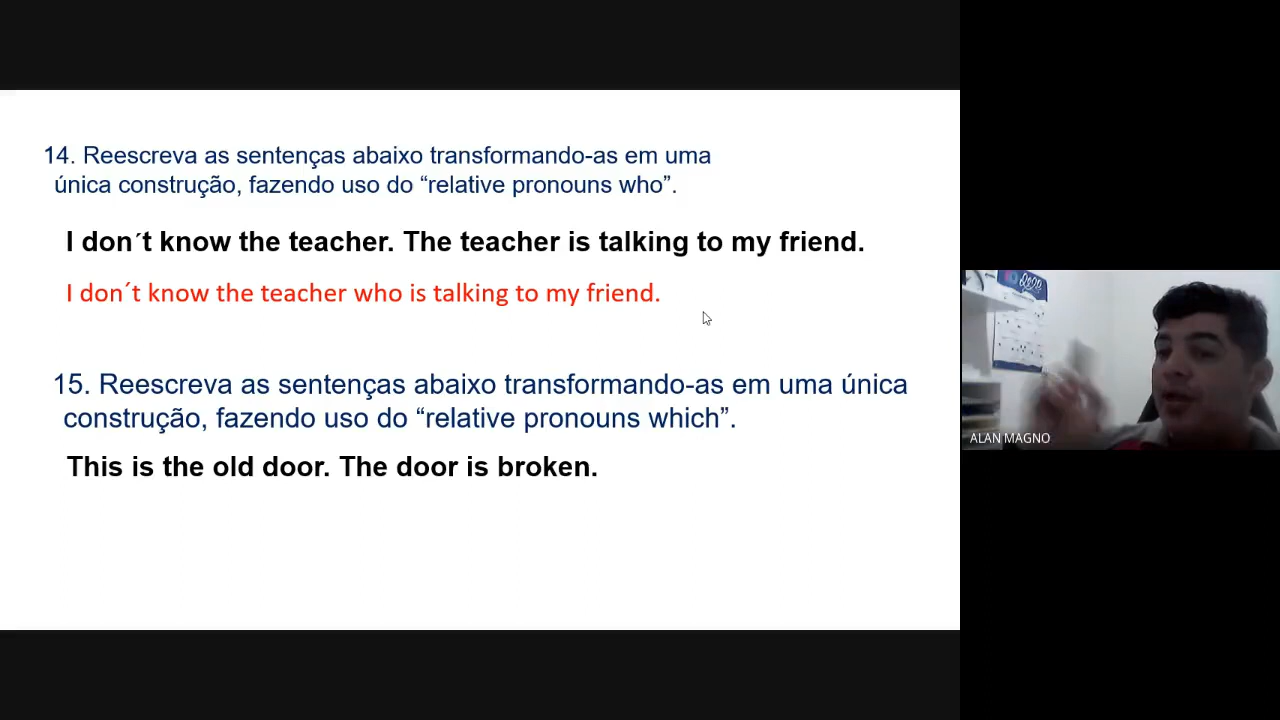 14. Reescreva as sentenças abaixo transformando-as em uma
única construção, fazendo uso do “relative pronouns who”.
I don´t know the teacher. The teacher is talking to my friend.
I don´t know the teacher who is talking to my friend.
15. Reescreva as sentenças abaixo transformando-as em uma única
construção, fazendo uso do “relative pronouns which”.
This is the old door. The door is broken.
2020
ALAN MAGNO